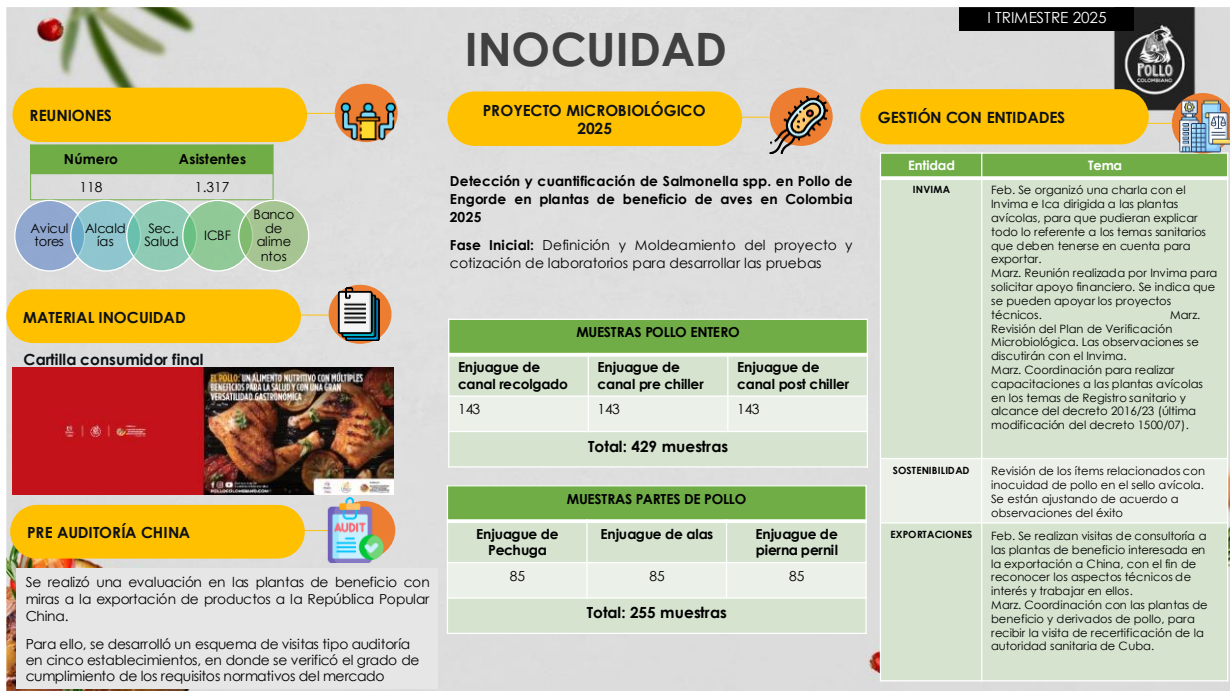 I TRIMESTRE 2025
INOCUIDAD
POLLO
COLOMBIANO
REUNIONES
Número Asistentes
118 1.317
Avicul
tores
Alcald
ías
Sec.
Salud
ICBF
Banco
de
alime
ntos
MATERIAL INOCUIDAD
Cartilla consumidor final
EL POLLO: UN ALIMENTO NUTRITIVO CON MÚLTIPLES
BENEFICIOS PARA LA SALUD Y CON UNA GRAN
VERSATILIDAD GASTRONÓMICA
POLLOCOLOMBIANO.COM
PRE AUDITORÍA CHINA
AUDIT
Se realizó una evaluación en las plantas de beneficio con
miras a la exportación de productos a la República Popular
China.
Para ello, se desarrolló un esquema de visitas tipo auditoría
en cinco establecimientos, en donde se verificó el grado de
cumplimiento de los requisitos normativos del mercado
PROYECTO MICROBIOLÓGICO
2025
Detección y cuantificación de Salmonella spp. en Pollo de
Engorde en plantas de beneficio de aves en Colombia
2025
Fase Inicial: Definición y Moldeamiento del proyecto y
cotización de laboratorios para desarrollar las pruebas
MUESTRAS POLLO ENTERO
Enjuague de
canal recolgado
Enjuague de
canal pre chiller
Enjuague de
canal post chiller
143 143 143
Total: 429 muestras
MUESTRAS PARTES DE POLLO
Enjuague de
Pechuga
Enjuague de alas
Enjuague de
pierna pernil
85 85 85
Total: 255 muestras
GESTIÓN CON ENTIDADES
Entidad Tema
INVIMA
Feb. Se organizó una charla con el
Invima e Ica dirigida a las plantas
avícolas, para que pudieran explicar
todo lo referente a los temas sanitarios
que deben tenerse en cuenta para
exportar.
Marz. Reunión realizada por Invima para
solicitar apoyo financiero. Se indica que
se pueden apoyar los proyectos
técnicos. Marz.
Revisión del Plan de Verificación
Microbiológica. Las observaciones se
discutirán con el Invima.
Marz. Coordinación para realizar
capacitaciones a las plantas avícolas
en los temas de Registro sanitario y
alcance del decreto 2016/23 (última
modificación del decreto 1500/07).
SOSTENIBILIDAD
Revisión de los ítems relacionados con
inocuidad de pollo en el sello avícola.
Se están ajustando de acuerdo a
observaciones del éxito
EXPORTACIONES
Feb. Se realizan visitas de consultoría a
las plantas de beneficio interesada en
la exportación a China, con el fin de
reconocer los aspectos técnicos de
interés y trabajar en ellos.
Marz. Coordinación con las plantas de
beneficio y derivados de pollo, para
recibir la visita de recertificación de la
autoridad sanitaria de Cuba.